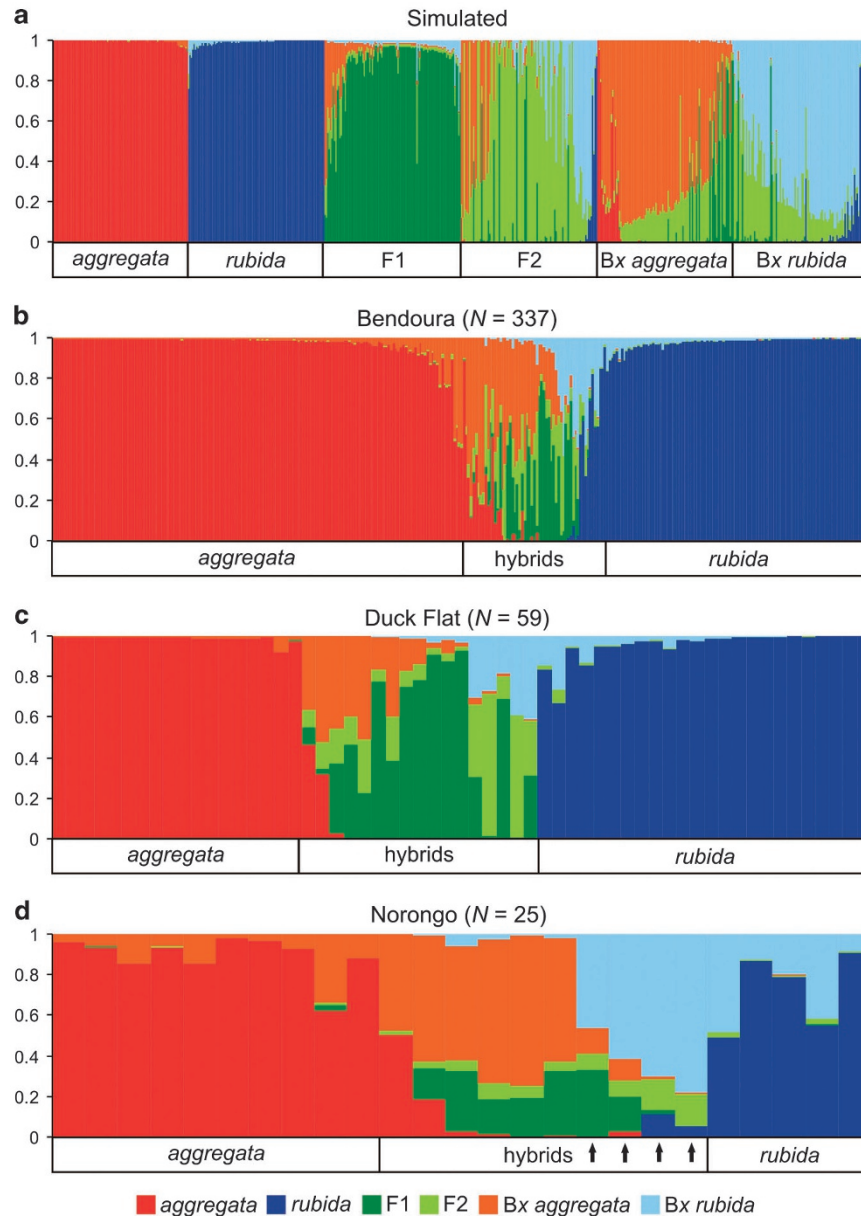 a
Simulated
1
0.8
0.6
0.4
0.2
0
aggregata rubida F1 F2 Bx aggregata Bx rubida
b
Bendoura (N = 337)
1
0.8
0.6
0.4
0.2
0
aggregata hybrids rubida
c
Duck Flat (N = 59)
1
0.8
0.6
0.4
0.2
0
aggregata hybrids rubida
d
Norongo (N = 25)
1
0.8
0.6
0.4
0.2
0
aggregata hybrids rubida
aggregata rubida F1 F2 Bx aggregata Bx rubida